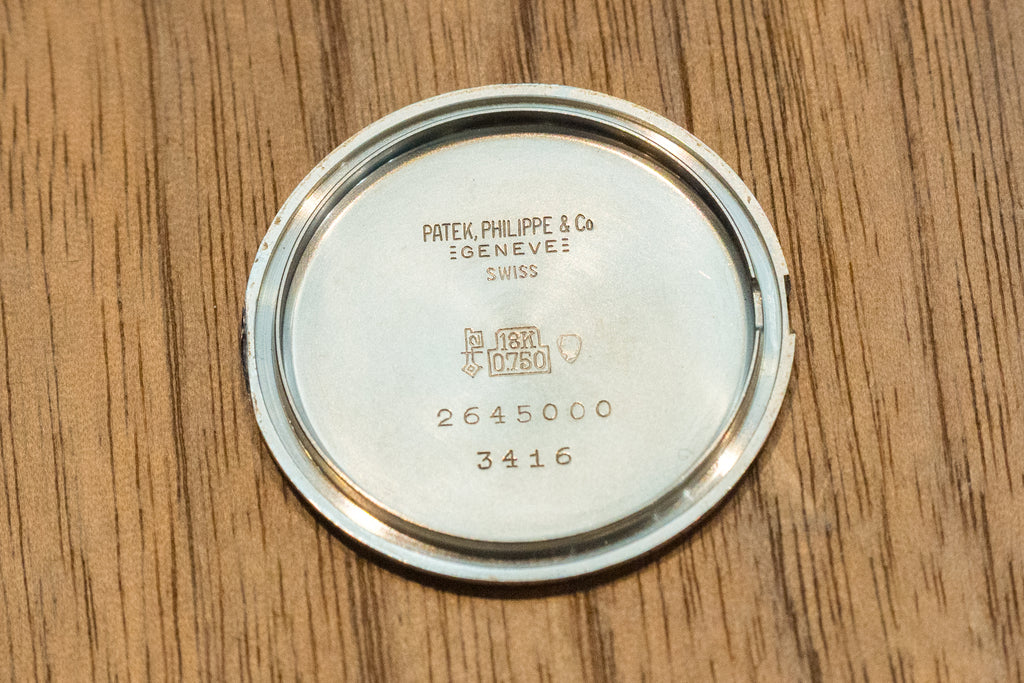 PATEK, PHILIPPE & Co
GENEVE
SWISS
18K
0.750
2645000
3416